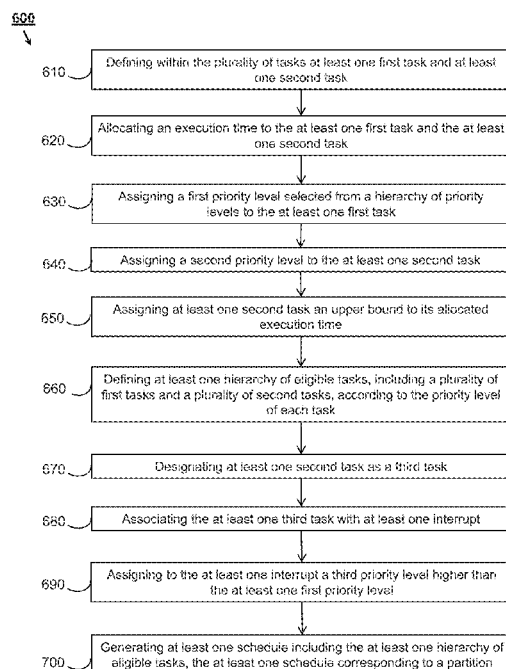 600
610
Defining within the plurality of tasks at least one first task and at least
one second task
620
Allocating an execution time to the at least one first task and the at least
one second task
630
Assigning a first priority level selected from a hierarchy of priority
levels to the at least one first task
640
Assigning a second priority level to the at least one second task
650
Assigning at least one second task an upper bound to its allocated
execution time
660
Defining at least one hierarchy of eligible tasks, including a plurality of
first tasks and a plurality of second tasks, according to the priority level
of each task
670
Designating at least one second task as a third task
680
Associating the at least one third task with at least one interrupt
690
Assigning to the at least one interrupt a third priority level higher than
the at least one first priority level
700
Generating at least one schedule including the at least one hierarchy of
eligible tasks, the at least one schedule corresponding to a partition